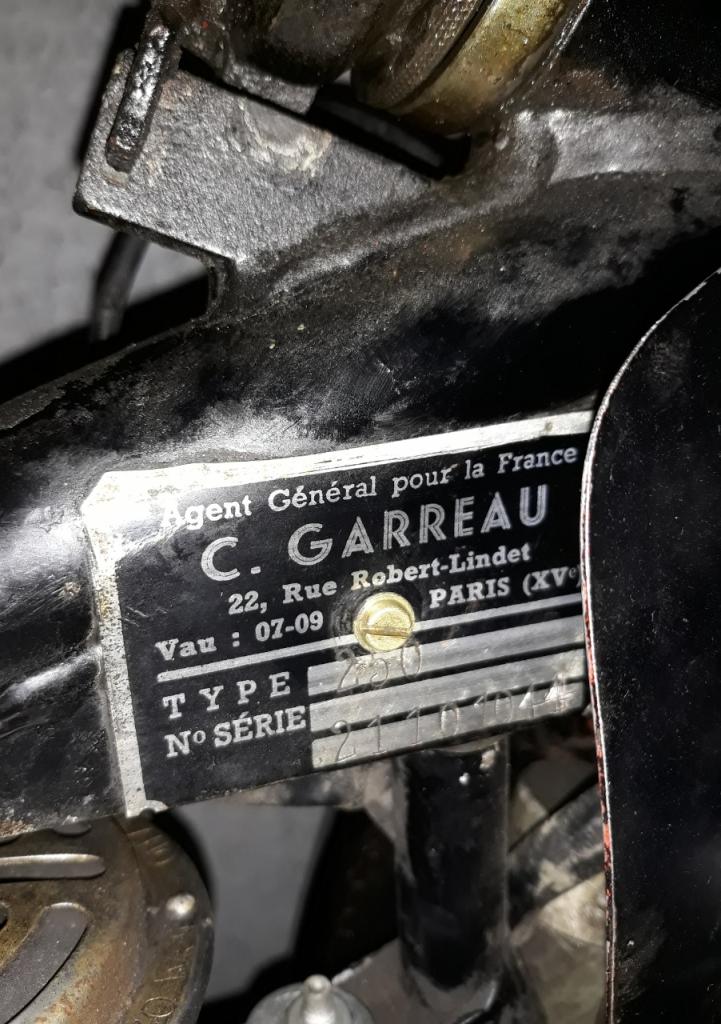 Agent Général pour la France
C. GARREAU
22, Rue Robert-Lindet
Vau : 07-09 PARIS (XVe)
TYPE 250
No SÉRIE 21101044